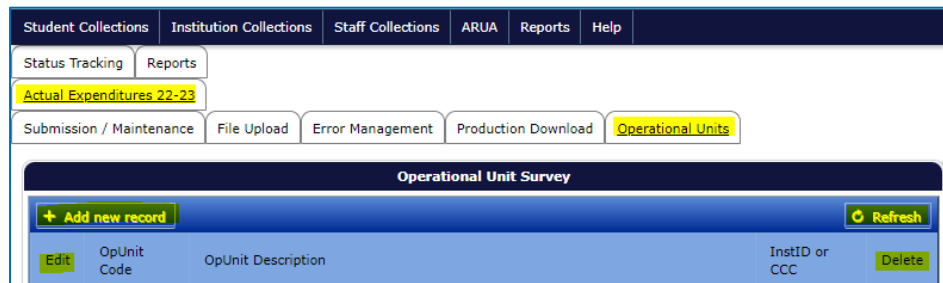 Student Collections Institution Collections Staff Collections ARUA Reports Help
Status Tracking Reports
Actual Expenditures 22-23
Submission / Maintenance File Upload Error Management Production Download Operational Units
Operational Unit Survey
+ Add new record Refresh
Edit OpUnit Code OpUnit Description InstID or CCC Delete